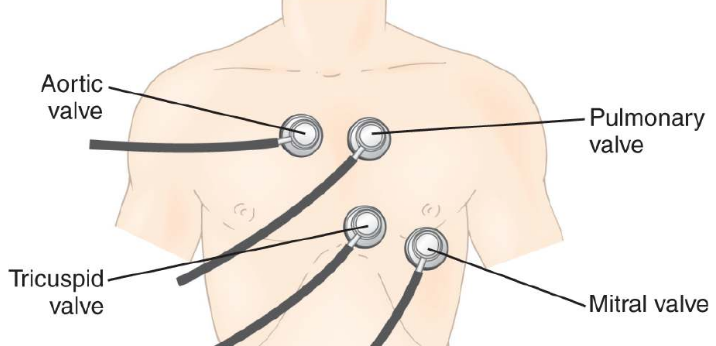 Aortic
valve
Pulmonary
valve
Tricuspid
valve
Mitral valve